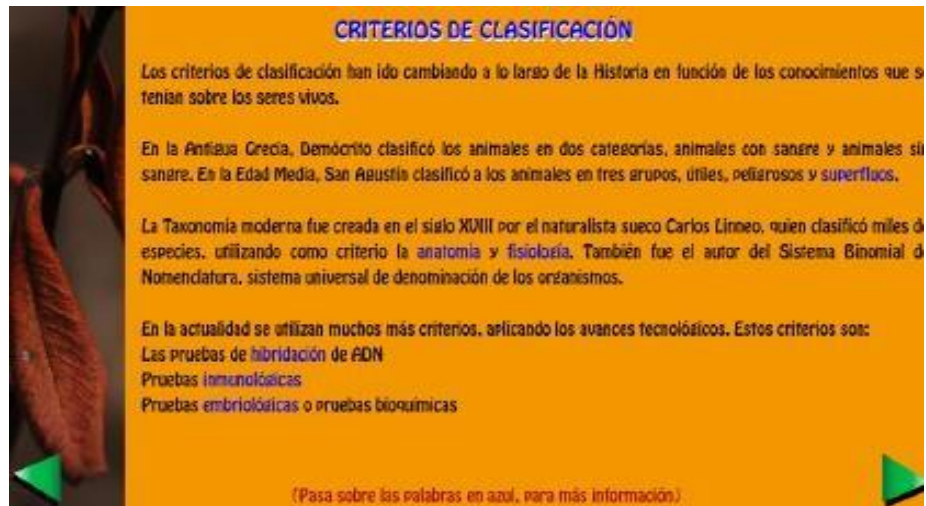 CRITERIOS DE CLASIFICACIÓN
Los criterios de clasificación han ido cambiando a lo largo de la Historia en función de los conocimientos que se
tenían sobre los seres vivos.
En la Antigua Grecia, Demócrito clasificó los animales en dos categorías, animales con sangre y animales sin
sangre. En la Edad Media, San Agustín clasificó a los animales en tres grupos, útiles, peligrosos y superfluos.
La Taxonomía moderna fue creada en el siglo XVIII por el naturalista sueco Carlos Linneo, quien clasificó miles de
especies, utilizando como criterio la anatomía y fisiología. También fue el autor del Sistema Binomial de
Nomenclatura, sistema universal de denominación de los organismos.
En la actualidad se utilizan muchos más criterios, aplicando los avances tecnológicos. Estos criterios son:
Las pruebas de hibridación de ADN
Pruebas inmunológicas
Pruebas embriológicas o pruebas bioquímicas
(Pasa sobre las palabras en azul, para más información)